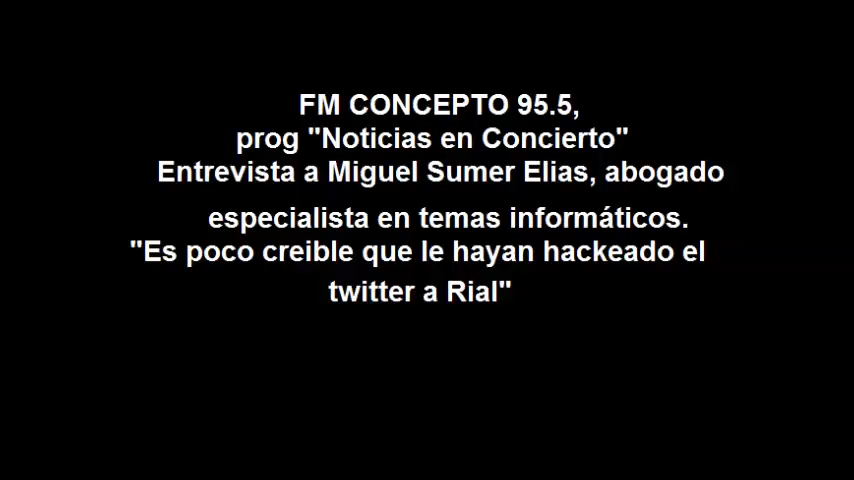 FM CONCEPTO 95.5,
prog "Noticias en Concierto"
Entrevista a Miguel Sumer Elias, abogado
especialista en temas informáticos.
"Es poco creible que le hayan hackeado el
twitter a Rial"